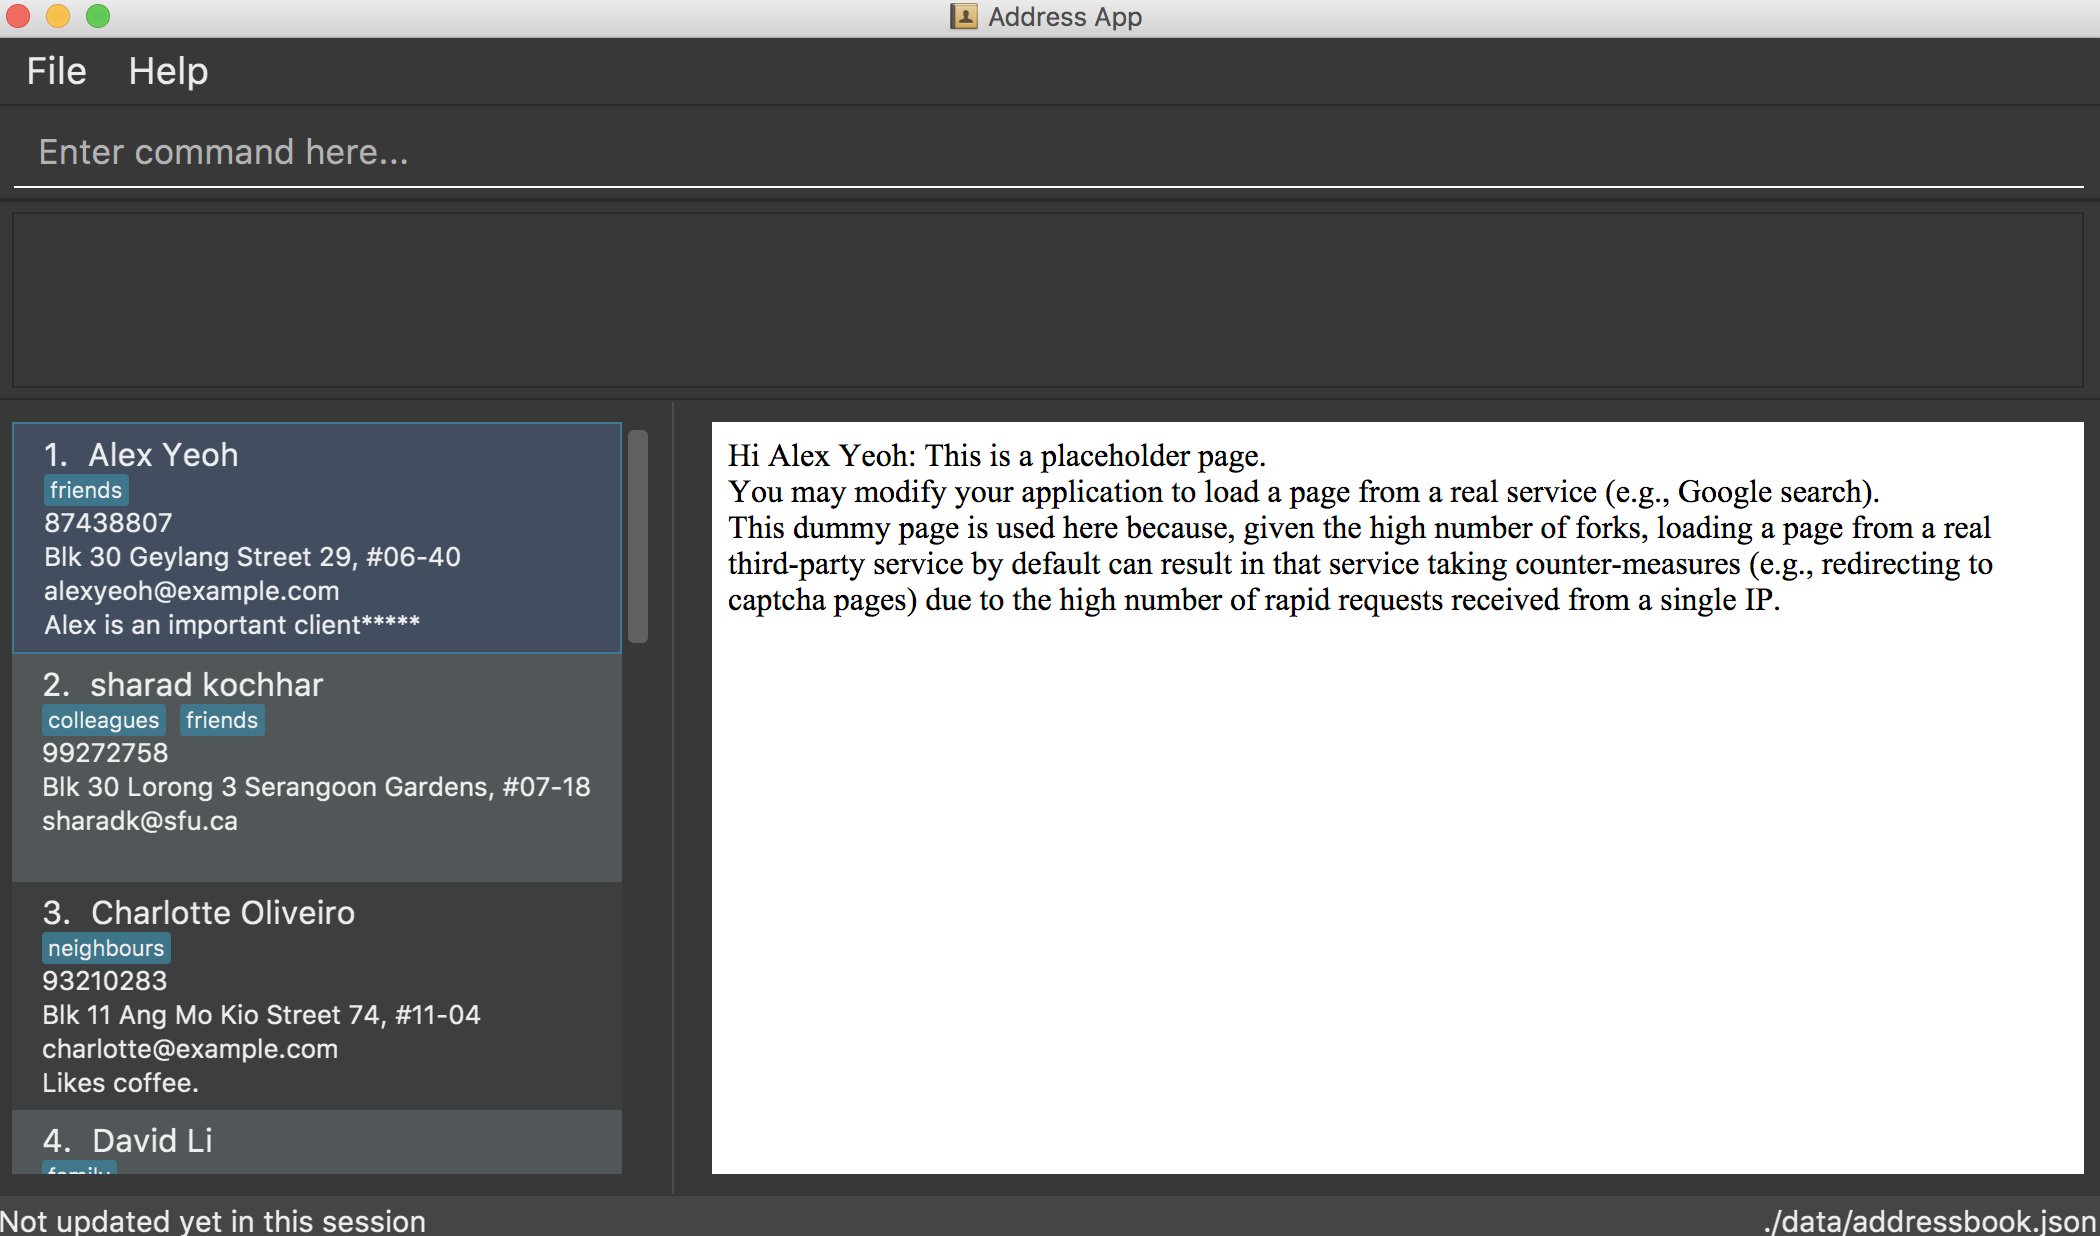 Address App
File Help
Enter command here...
1. Alex Yeoh
friends
87438807
Blk 30 Geylang Street 29, #06-40
alexyeoh@example.com
Alex is an important client*****
2. sharad kochhar
colleagues friends
99272758
Blk 30 Lorong 3 Serangoon Gardens, #07-18
sharadk@sfu.ca
3. Charlotte Oliveiro
neighbours
93210283
Blk 11 Ang Mo Kio Street 74, #11-04
charlotte@example.com
Likes coffee.
4. David Li
family
Hi Alex Yeoh: This is a placeholder page.
You may modify your application to load a page from a real service (e.g., Google search).
This dummy page is used here because, given the high number of forks, loading a page from a real
third-party service by default can result in that service taking counter-measures (e.g., redirecting to
captcha pages) due to the high number of rapid requests received from a single IP.
Not updated yet in this session
./data/addressbook.json